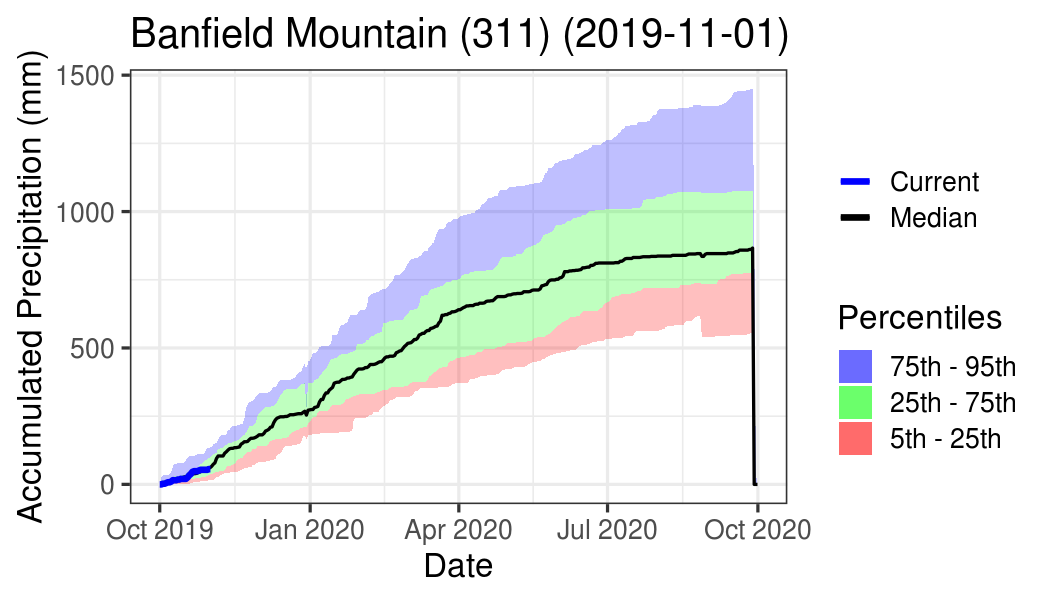 Banfield Mountain (311) (2019-11-01)
Accumulated Precipitation (mm)
1500
1000
500
0
Oct 2019
Jan 2020
Apr 2020
Jul 2020
Oct 2020
Date
Current
Median
Percentiles
75th - 95th
25th - 75th
5th - 25th